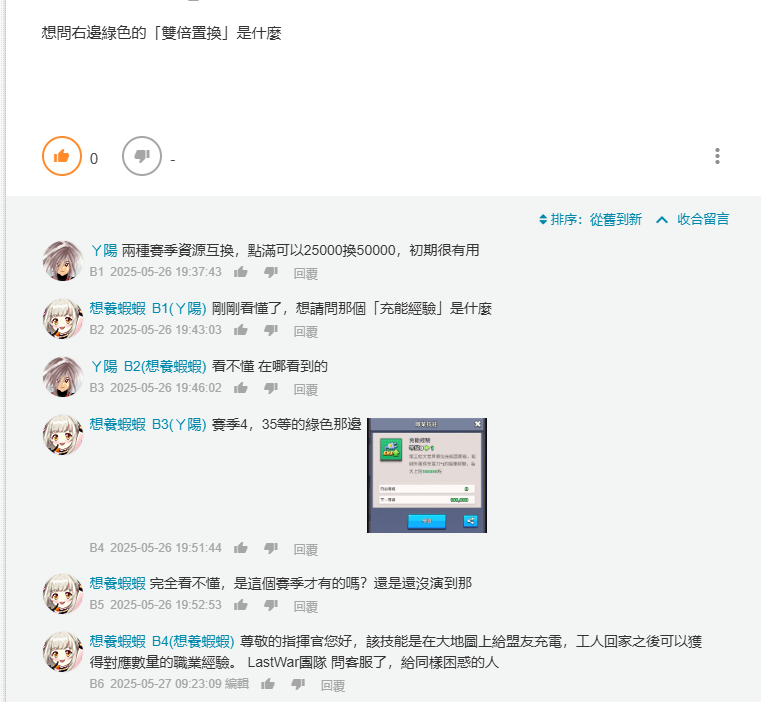 想問右邊綠色的「雙倍置換」是什麼
0
-
排序：從舊到新 收合留言
ㄚ陽 兩種賽季資源互換，點滿可以25000換50000，初期很有用
B1 2025-05-26 19:37:43 回覆
想養蝦蝦 B1(ㄚ陽) 剛剛看懂了，想請問那個「充能經驗」是什麼
B2 2025-05-26 19:43:03 回覆
ㄚ陽 B2(想養蝦蝦) 看不懂 在哪看到的
B3 2025-05-26 19:46:02 回覆
想養蝦蝦 B3(ㄚ陽) 賽季4，35等的綠色那邊
充能經驗
B4 2025-05-26 19:51:44 回覆
想養蝦蝦 完全看不懂，是這個賽季才有的嗎？還是還沒演到那
B5 2025-05-26 19:52:53 回覆
想養蝦蝦 B4(想養蝦蝦) 尊敬的指揮官您好，該技能是在大地圖上給盟友充電，工人回家之後可以獲
得對應數量的職業經驗。 LastWar團隊 問客服了，給同樣困惑的人
B6 2025-05-27 09:23:09 編輯 回覆